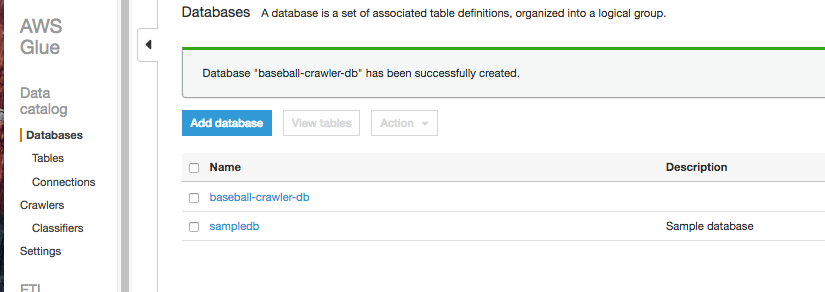 AWS
Glue
Data
catalog
Databases
Tables
Connections
Crawlers
Classifiers
Settings
ETL
Databases A database is a set of associated table definitions, organized into a logical group.
Database "baseball-crawler-db" has been successfully created.
Add database View tables Action
Name Description
baseball-crawler-db
sampledb Sample database